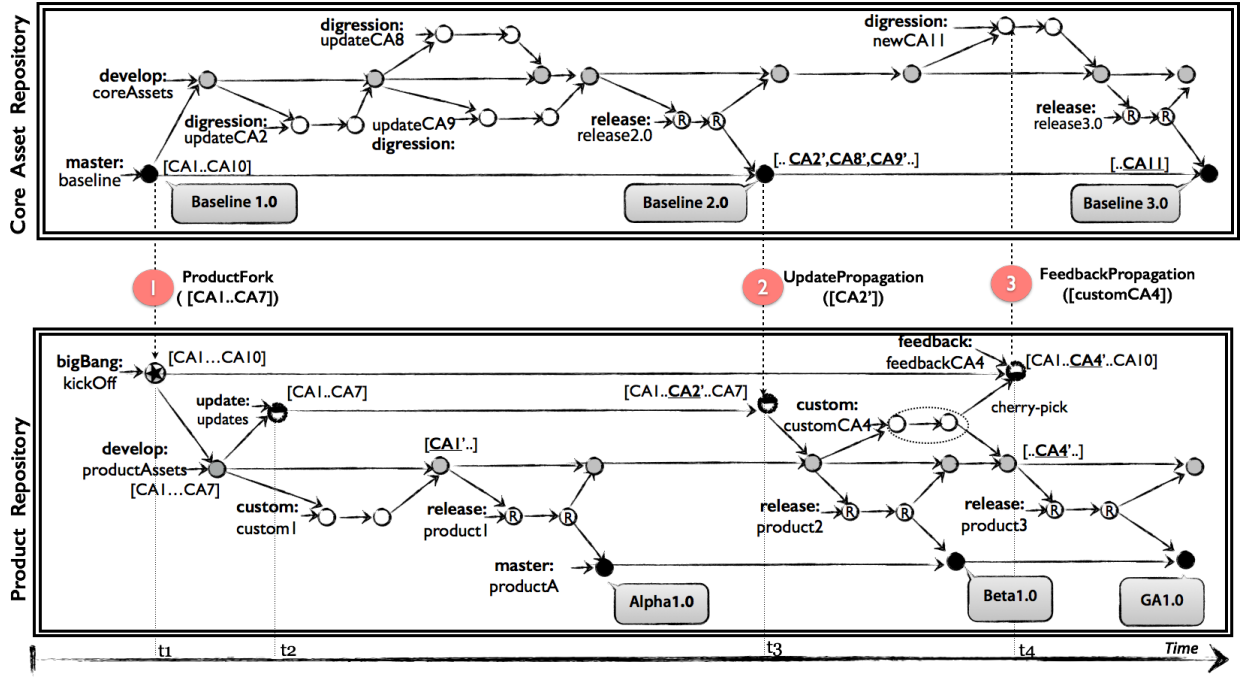 Core Asset Repository
digression:
updateCA8
digression:
newCA11
develop:
coreAssets
digression:
updateCA2
updateCA9
digression:
release:
release2.0
R
R
release:
release3.0
R
R
master:
baseline
[CA1..CA10]
[.. CA2',CA8',CA9'..]
[..CA11]
Baseline 1.0
Baseline 2.0
Baseline 3.0
1
ProductFork
( [CA1..CA7])
2
UpdatePropagation
([CA2'])
3
FeedbackPropagation
([customCA4])
Product Repository
bigBang:
kickOff
[CA1...CA10]
feedback:
feedbackCA4
[CA1..CA4'..CA10]
update:
updates
[CA1..CA7]
[CA1..CA2'..CA7]
custom:
customCA4
cherry-pick
develop:
productAssets
[CA1...CA7]
[CA1'..]
[..CA4'..]
custom:
custom1
release:
product1
R
R
release:
product2
R
R
release:
product3
R
R
master:
productA
Alpha1.0
Beta1.0
GA1.0
t1
t2
t3
t4
Time